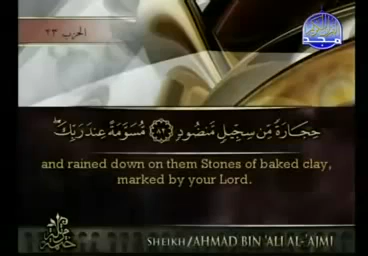 الحزب ٢٣
المجد
حِجَارَةً مِّن سِجِّيلٍ مَّنضُودٍ ﴿٨٢﴾ مُّسَوَّمَةً عِندَ رَبِّكَ ۖ
and rained down on them Stones of baked clay,
marked by your Lord.
SHEIKH/AHMAD BIN 'ALI AL-'AJMI